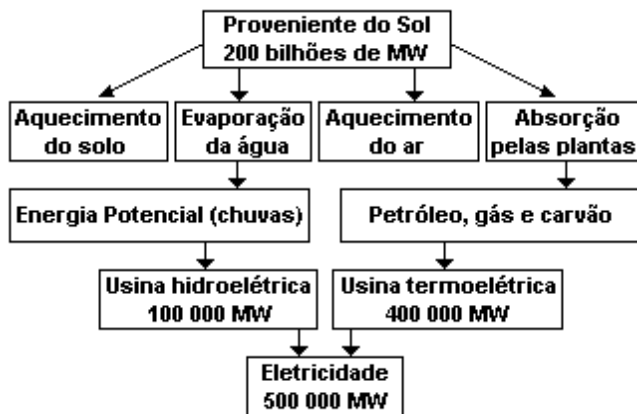 Proveniente do Sol
200 bilhões de MW
Aquecimento
do solo
Evaporação
da água
Aquecimento
do ar
Absorção
pelas plantas
Energia Potencial (chuvas)
Petróleo, gás e carvão
Usina hidroelétrica
100 000 MW
Usina termoelétrica
400 000 MW
Eletricidade
500 000 MW